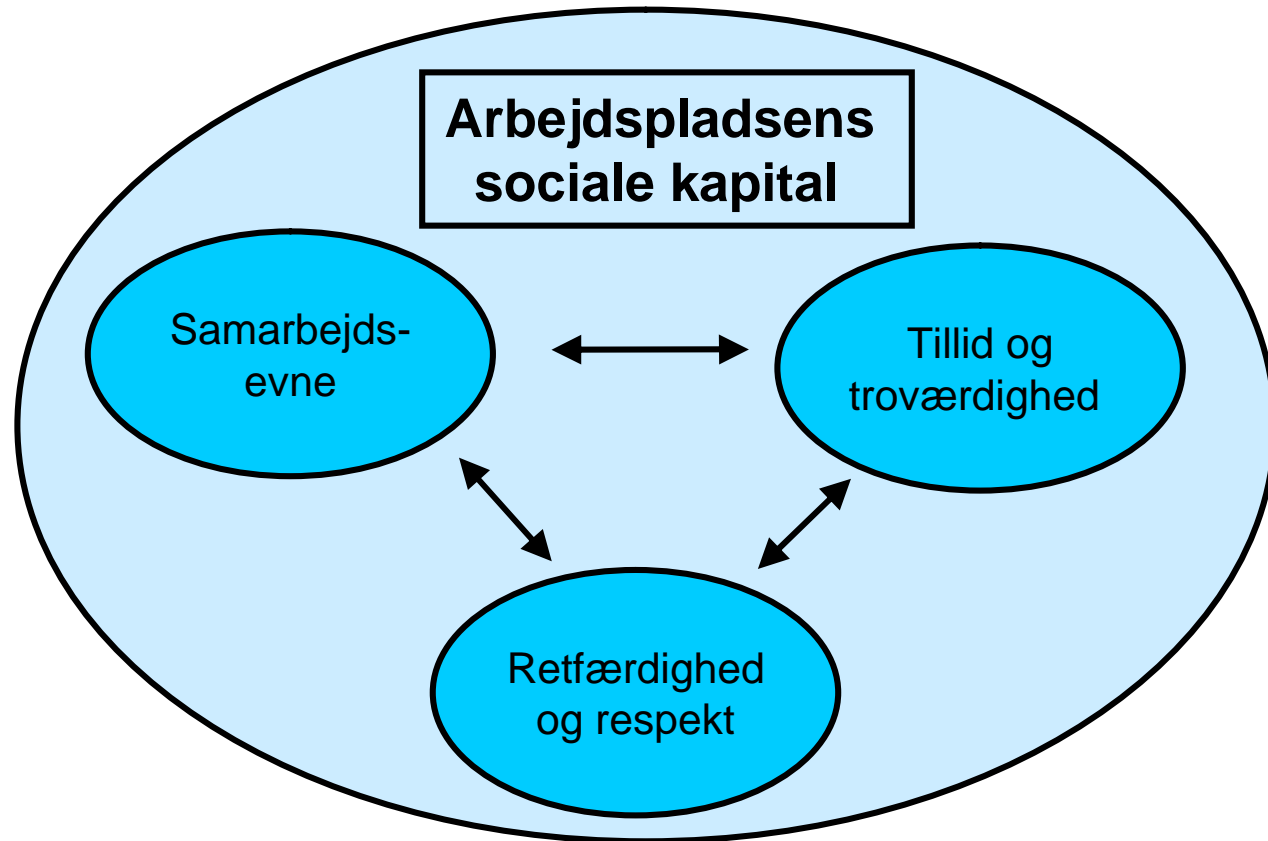 Arbejdspladsens
sociale kapital
Samarbejds-
evne
Tillid og
troværdighed
Retfærdighed
og respekt